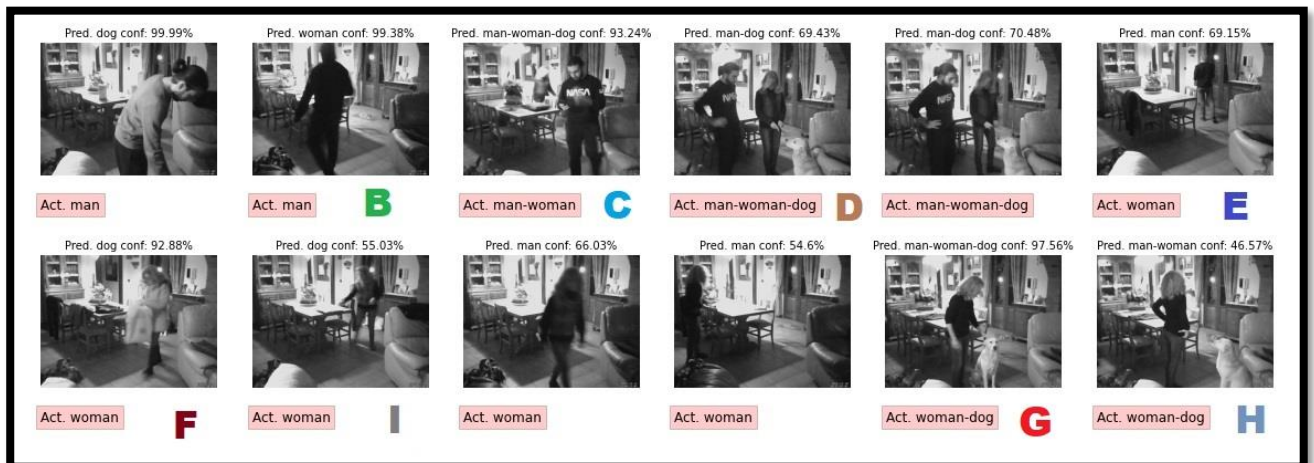 Pred. dog conf: 99.99%
Pred. woman conf: 99.38%
Pred. man-woman-dog conf: 93.24%
Pred. man-dog conf: 69.43%
Pred. man-dog conf: 70.48%
Pred. man conf: 69.15%
NASA
NASA
NASA
Act. man
Act. man
B
Act. man-woman
C
Act. man-woman-dog
D
Act. man-woman-dog
Act. woman
E
Pred. dog conf: 92.88%
Pred. dog conf: 55.03%
Pred. man conf: 66.03%
Pred. man conf: 54.6%
Pred. man-woman-dog conf: 97.56%
Pred. man-woman conf: 46.57%
Act. woman
F
Act. woman
I
Act. woman
Act. woman
Act. woman-dog
G
Act. woman-dog
H